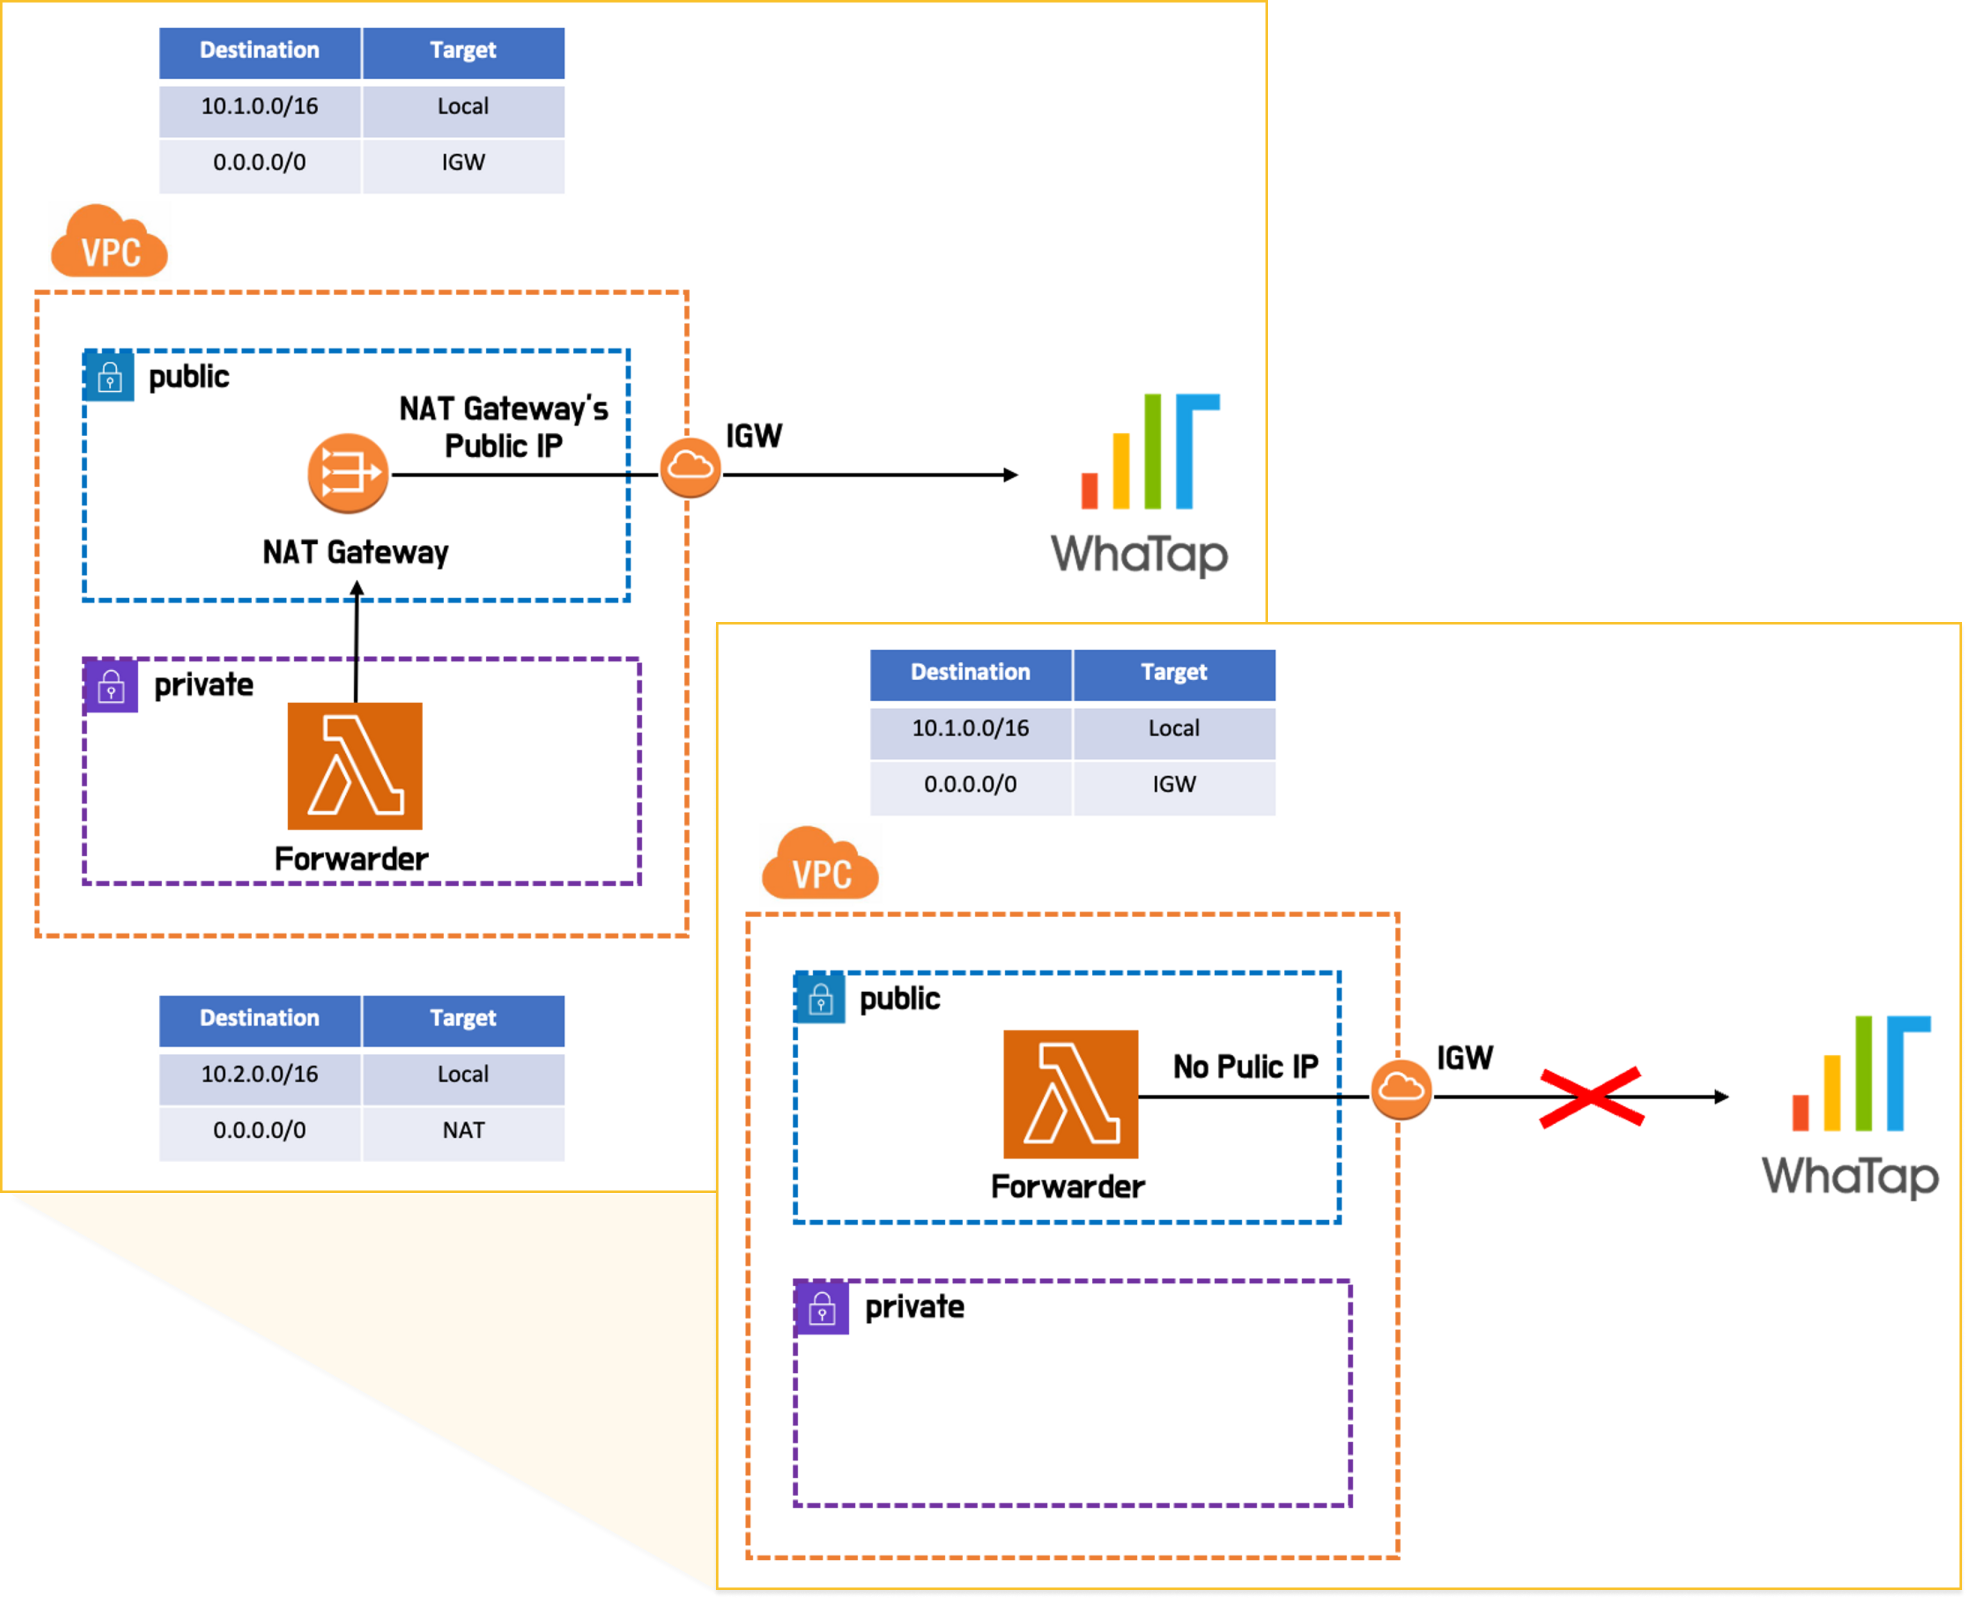 Destination Target
10.1.0.0/16 Local
0.0.0.0/0 IGW
VPC
public
NAT Gateway's
Public IP
IGW
NAT Gateway
WhaTap
private
Forwarder
Destination Target
10.2.0.0/16 Local
0.0.0.0/0 NAT
Destination Target
10.1.0.0/16 Local
0.0.0.0/0 IGW
VPC
public
No Pulic IP
IGW
Forwarder
WhaTap
private